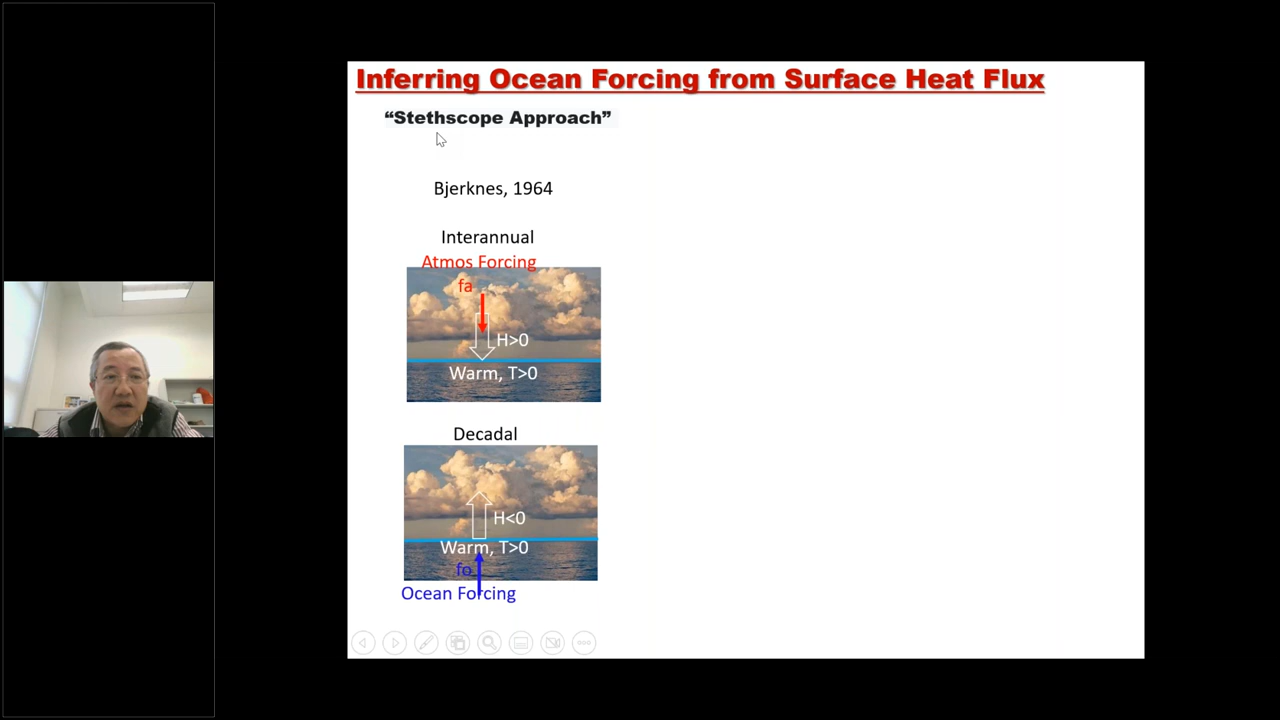 Inferring Ocean Forcing from Surface Heat Flux
“Stethscope Approach”
Bjerknes, 1964
Interannual
Atmos Forcing
fa
H>0
Warm, T>0
Decadal
H<0
Warm, T>0
fo
Ocean Forcing